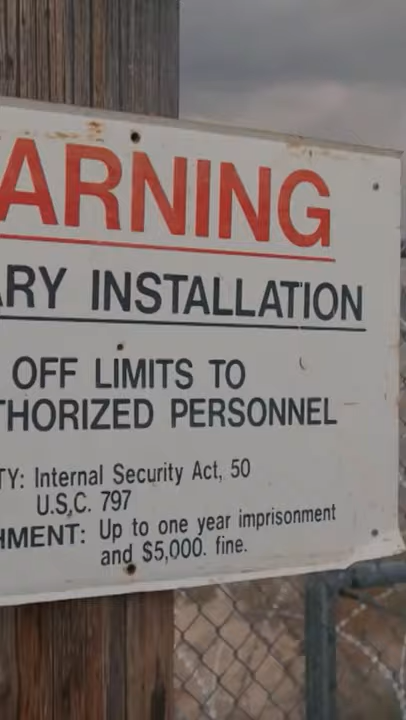 ARNING
ARY INSTALLATION
OFF LIMITS TO
THORIZED PERSONNEL
TY: Internal Security Act, 50
U.S.C. 797
HMENT: Up to one year imprisonment
and $5,000. fine.